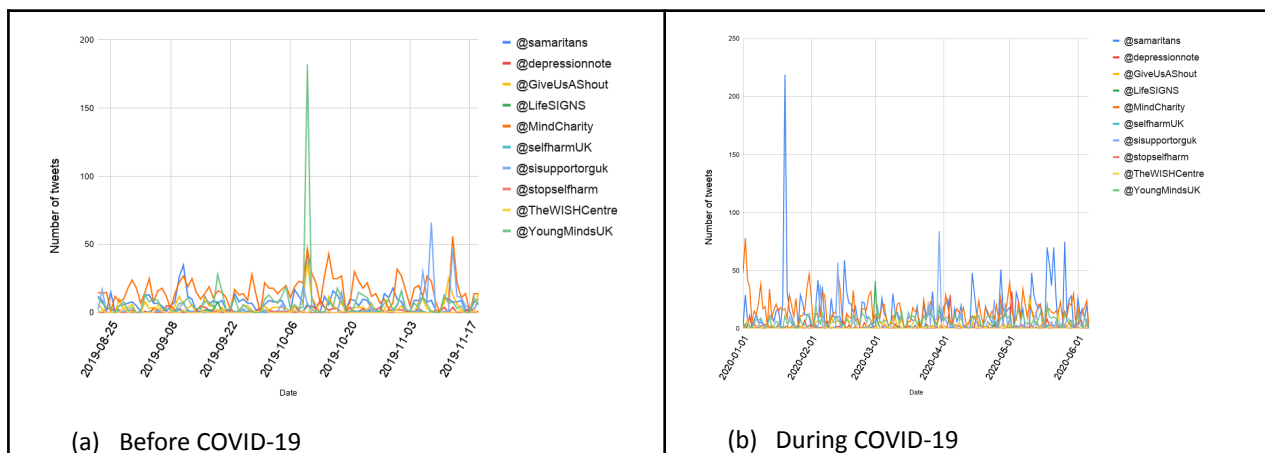 200
150
100
50
0
Number of tweets
2019-08-25
2019-09-08
2019-09-22
2019-10-06
2019-10-20
2019-11-03
2019-11-17
Date
@samaritans
@depressionnote
@GiveUsAShout
@LifeSIGNS
@MindCharity
@selfharmUK
@sisupportorguk
@stopselfharm
@TheWISHCentre
@YoungMindsUK
(a) Before COVID-19
250
200
150
100
50
0
Number of tweets
2020-01-01
2020-02-01
2020-03-01
2020-04-01
2020-05-01
2020-06-01
Date
@samaritans
@depressionnote
@GiveUsAShout
@LifeSIGNS
@MindCharity
@selfharmUK
@sisupportorguk
@stopselfharm
@TheWISHCentre
@YoungMindsUK
(b) During COVID-19